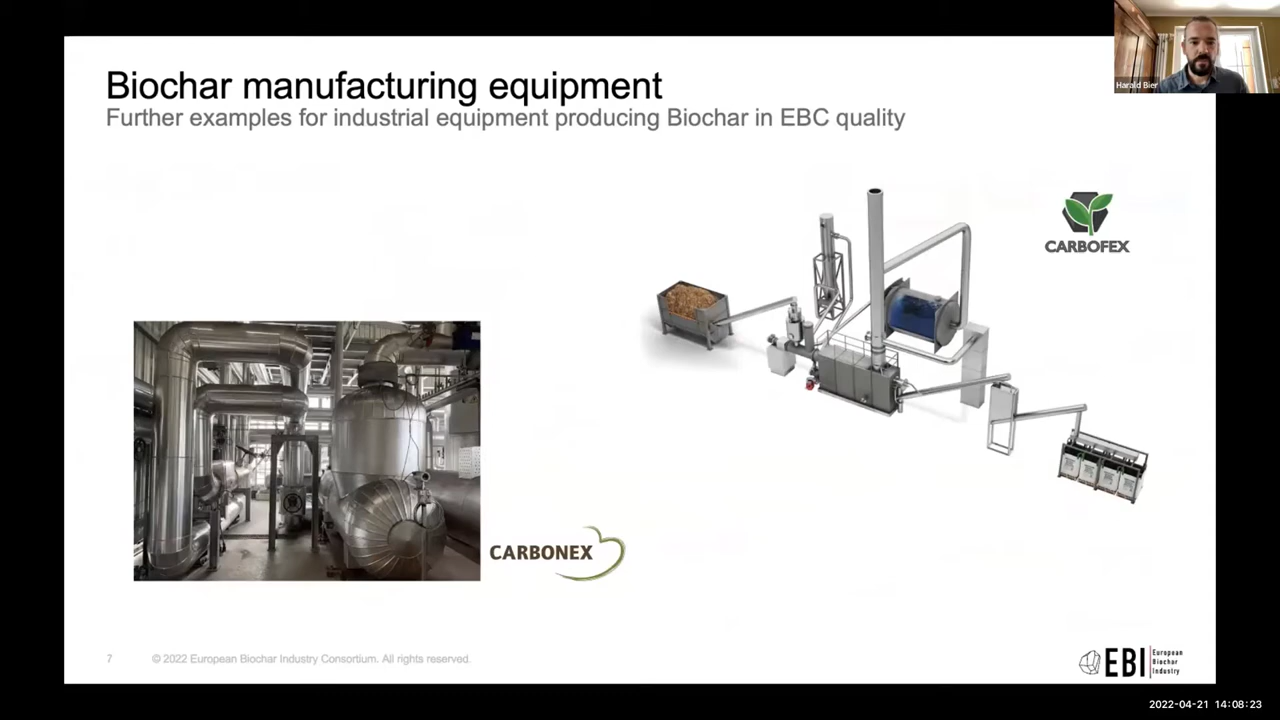 Harald Bier
Biochar manufacturing equipment
Further examples for industrial equipment producing Biochar in EBC quality
CARBOFEX
CARBONEX
7
© 2022 European Biochar Industry Consortium. All rights reserved.
EBI
European
Biochar
Industry
2022-04-21 14:08:23